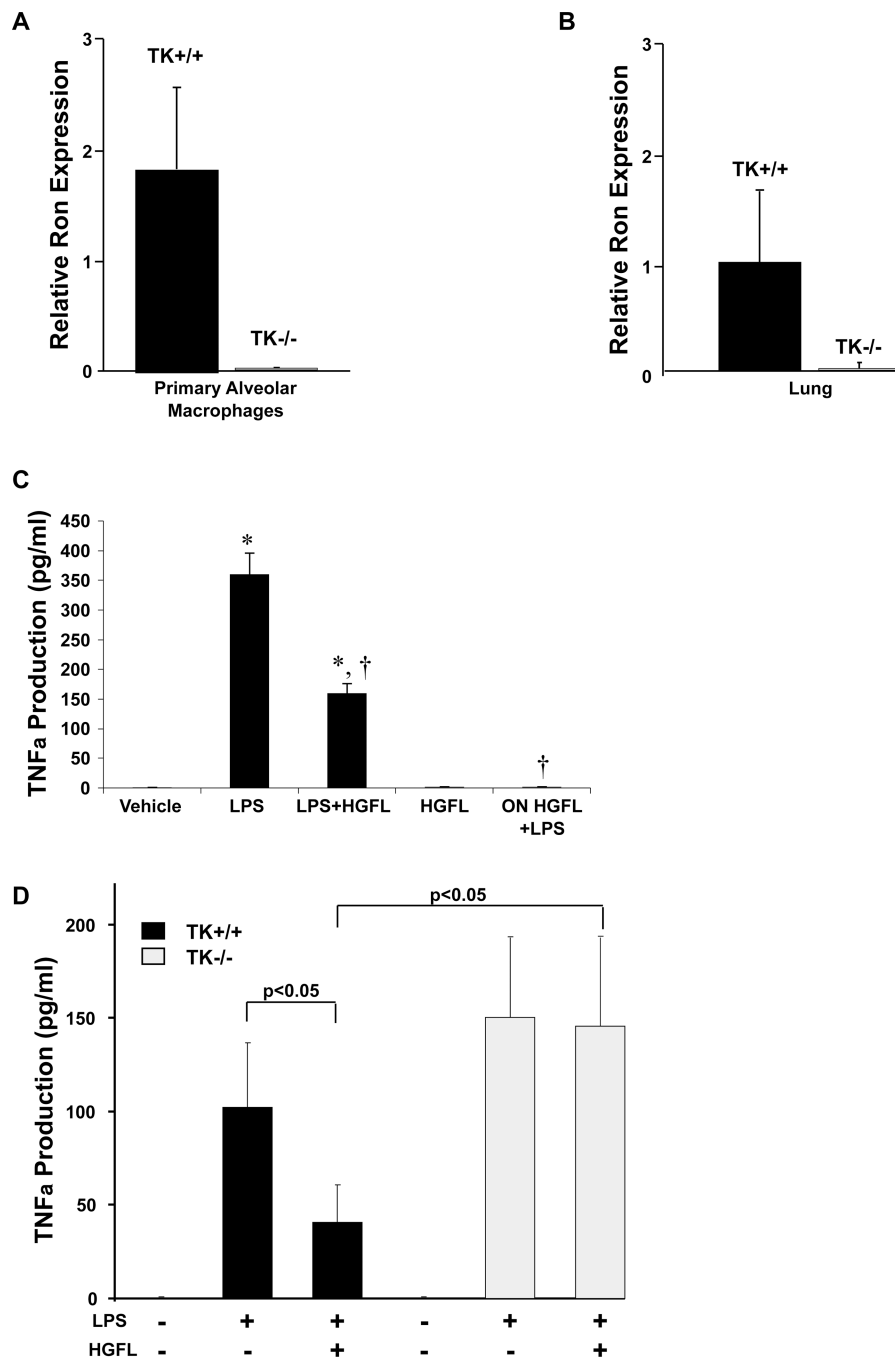 A
3
2
1
0
Relative Ron Expression
TK+/+
TK-/-
Primary Alveolar
Macrophages
B
3
2
1
0
Relative Ron Expression
TK+/+
TK-/-
Lung
C
TNFa Production (pg/ml)
450
400
350
300
250
200
150
100
50
0
*
*, †
†
Vehicle LPS LPS+HGFL HGFL ON HGFL
+LPS
D
TNFa Production (pg/ml)
200
150
100
50
0
TK+/+
TK-/-
p<0.05
p<0.05
LPS - + + - + +
HGFL - - + - - +